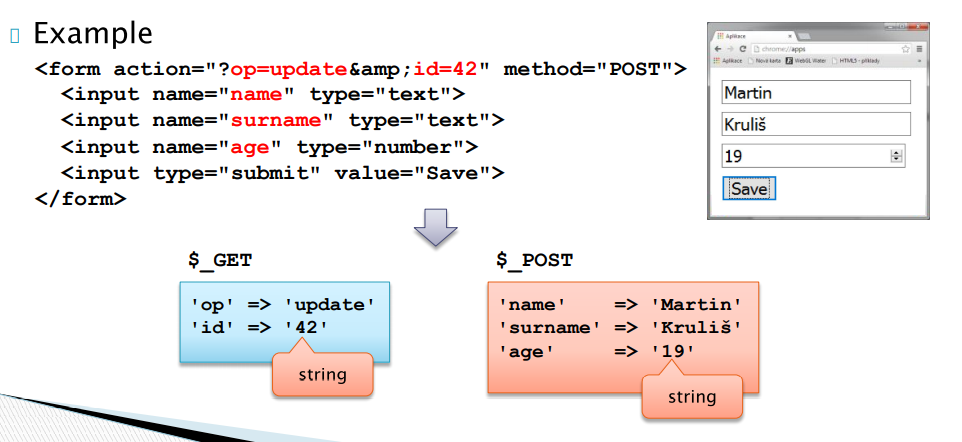 Example
<form action="?op=update&amp;id=42" method="POST">
<input name="name" type="text">
<input name="surname" type="text">
<input name="age" type="number">
<input type="submit" value="Save">
</form>
Aplikace
chrome://apps
Aplikace Nová karta WebGL Water HTML5 - příklady
Martin
Kruliš
19
Save
$_GET
'op' => 'update'
'id' => '42'
string
$_POST
'name' => 'Martin'
'surname' => 'Kruliš'
'age' => '19'
string